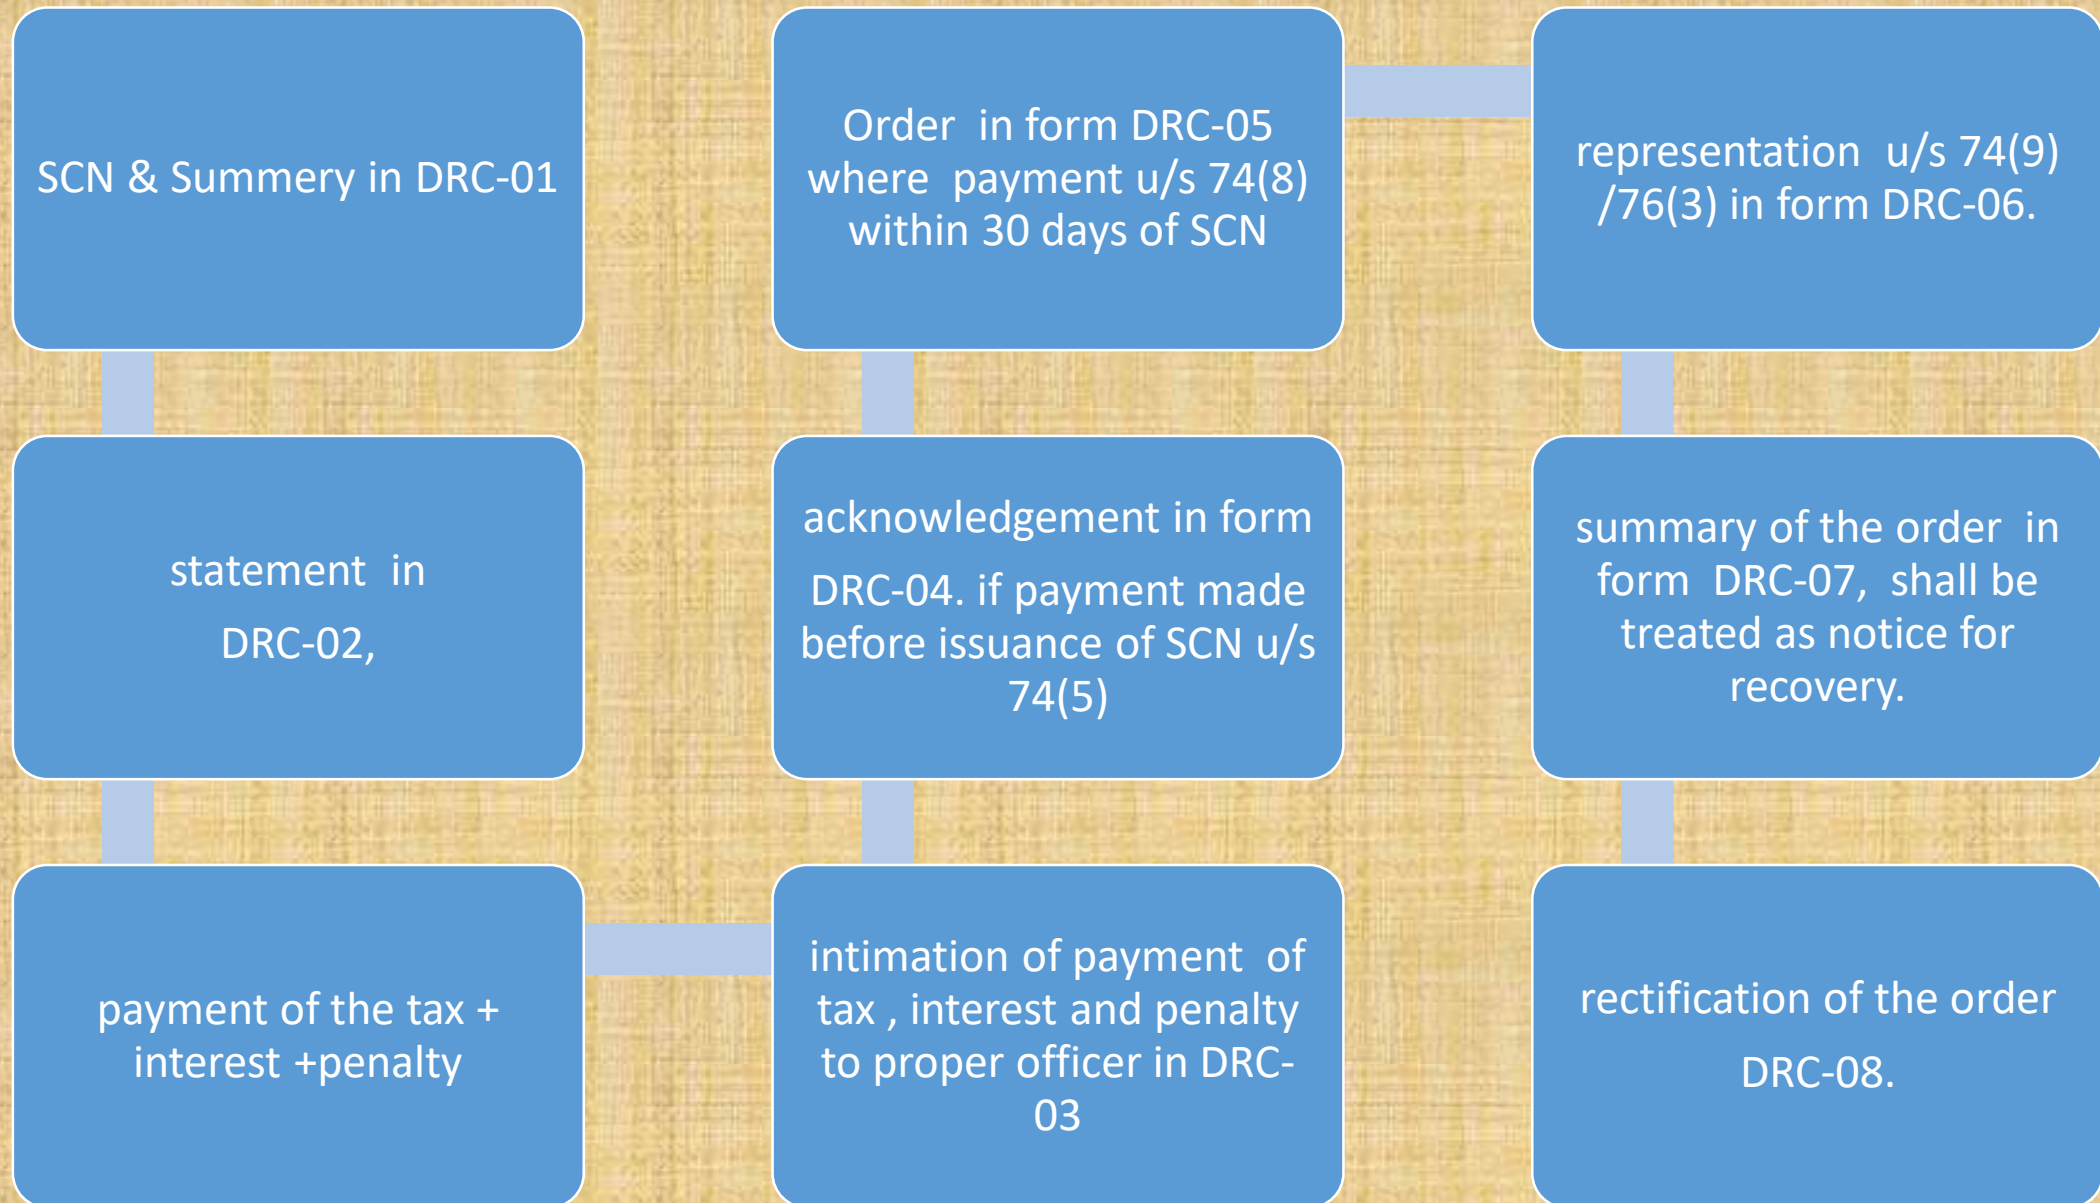 SCN & Summery in DRC-01
statement in
DRC-02,
payment of the tax +
interest +penalty
intimation of payment of
tax , interest and penalty
to proper officer in DRC-
03
acknowledgement in form
DRC-04. if payment made
before issuance of SCN u/s
74(5)
Order in form DRC-05
where payment u/s 74(8)
within 30 days of SCN
representation u/s 74(9)
/76(3) in form DRC-06.
summary of the order in
form DRC-07, shall be
treated as notice for
recovery.
rectification of the order
DRC-08.